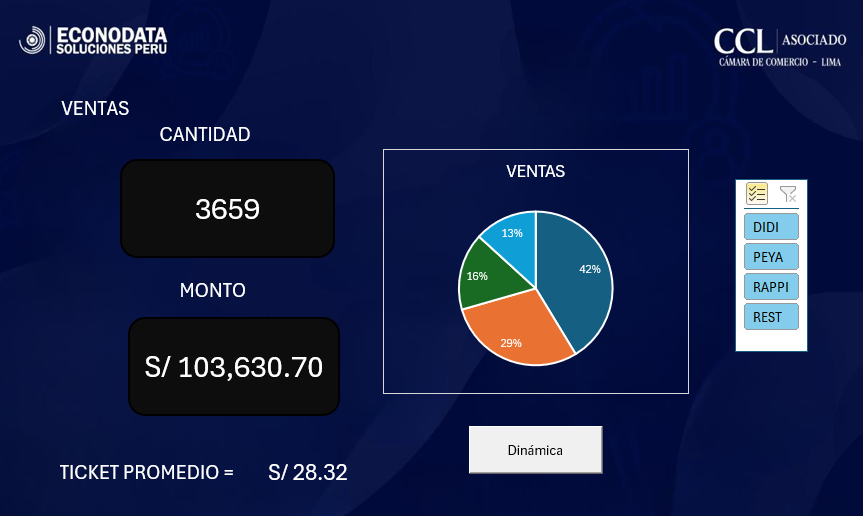 ECONODATA
SOLUCIONES PERU
CCL ASOCIADO
CÁMARA DE COMERCIO - LIMA
VENTAS
CANTIDAD
3659
MONTO
S/ 103,630.70
TICKET PROMEDIO = S/ 28.32
VENTAS
13%
42%
16%
29%
Dinámica
DIDI
PEYA
RAPPI
REST